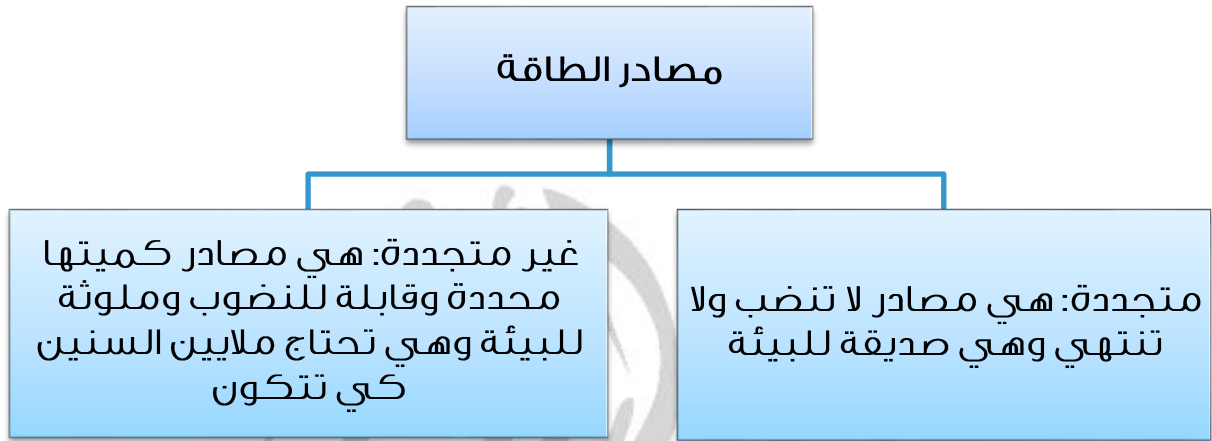 مصادر الطاقة
متجددة: هي مصادر لا تنضب ولا
تنتهي وهي صديقة للبيئة
غير متجددة: هي مصادر كميتها
محددة وقابلة للنضوب وملوثة
للبيئة وهي تحتاج ملايين السنين
كي تتكون